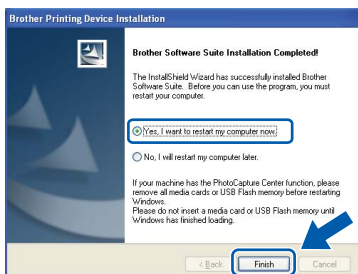 Brother Printing Device Installation
Brother Software Suite Installation Completed!
The InstallShield Wizard has successfully installed Brother
Software Suite. Before you can use the program, you must
restart your computer.
Yes, I want to restart my computer now.
No, I will restart my computer later.
If your machine has the PhotoCapture Center function, please
remove all media cards or USB Flash memory before restarting
Windows.
Please do not insert a media card or USB Flash memory until
Windows has finished loading.
< Back
Finish
Cancel